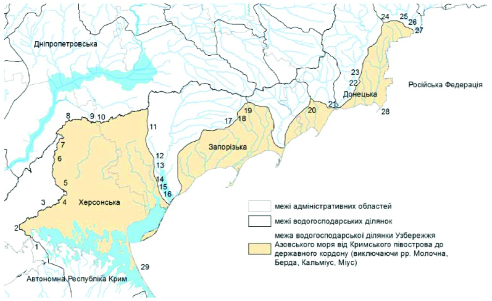 24
25
26
27
Дніпропетровська
Російська Федерація
23
22
Донецька
28
21
20
19
18
17
Запорізька
8
9
10
11
7
6
12
13
14
15
16
5
4
3
Херсонська
2
1
29
Автономна Республіка Крим
межі адміністративних областей
межі водогосподарських ділянок
межа водогосподарської ділянки Узбережжя
Азовського моря від Кримського півострова до
державного кордону (виключаючи рр. Молочна,
Берда, Кальміус, Міус)